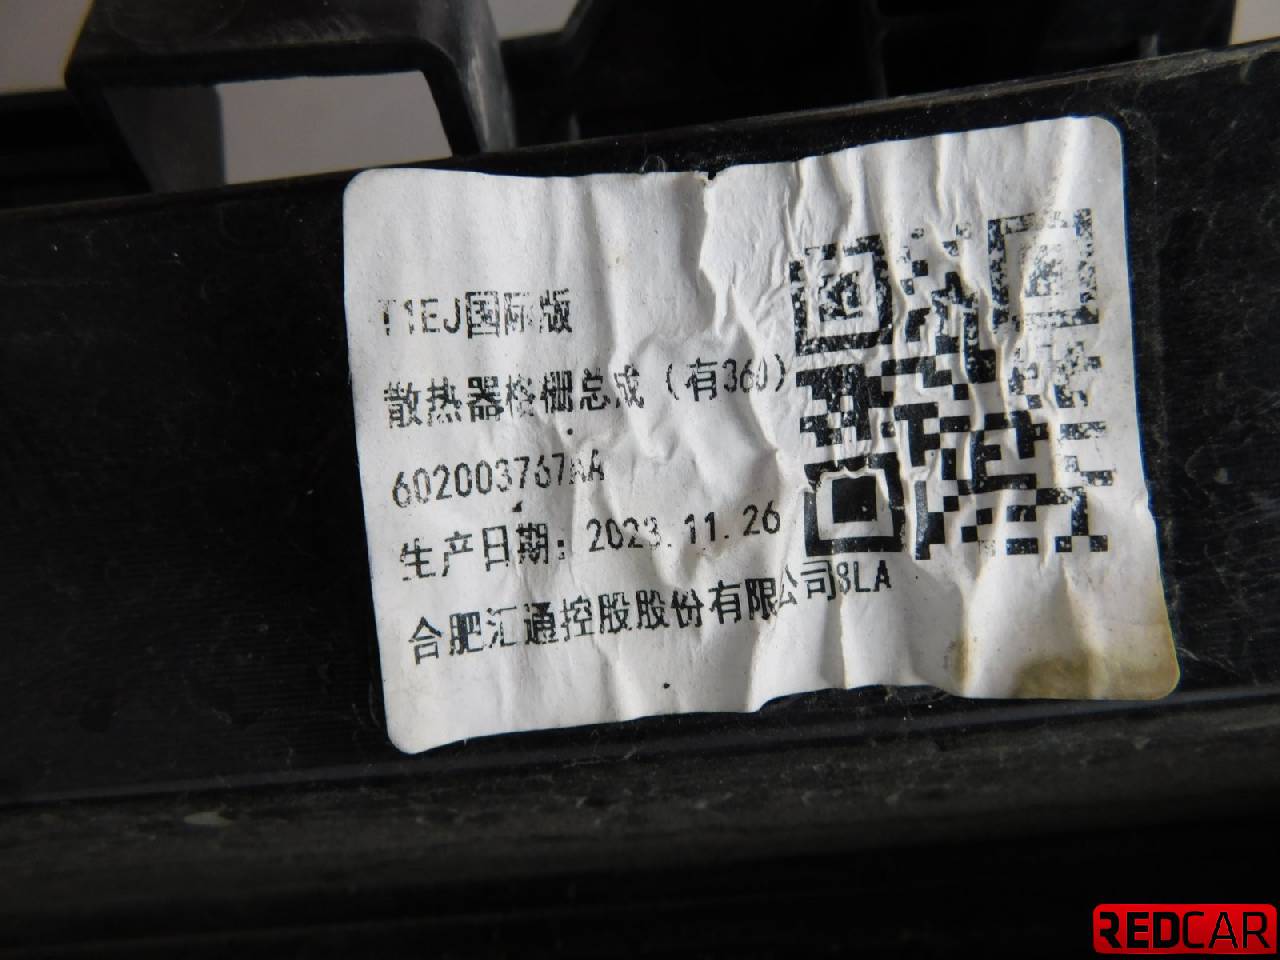 T1EJ国际版
散热器格栅总成（有360）
602003767AA
生产日期：2023.11.26
合肥汇通控股股份有限公司8LA
REDCAR